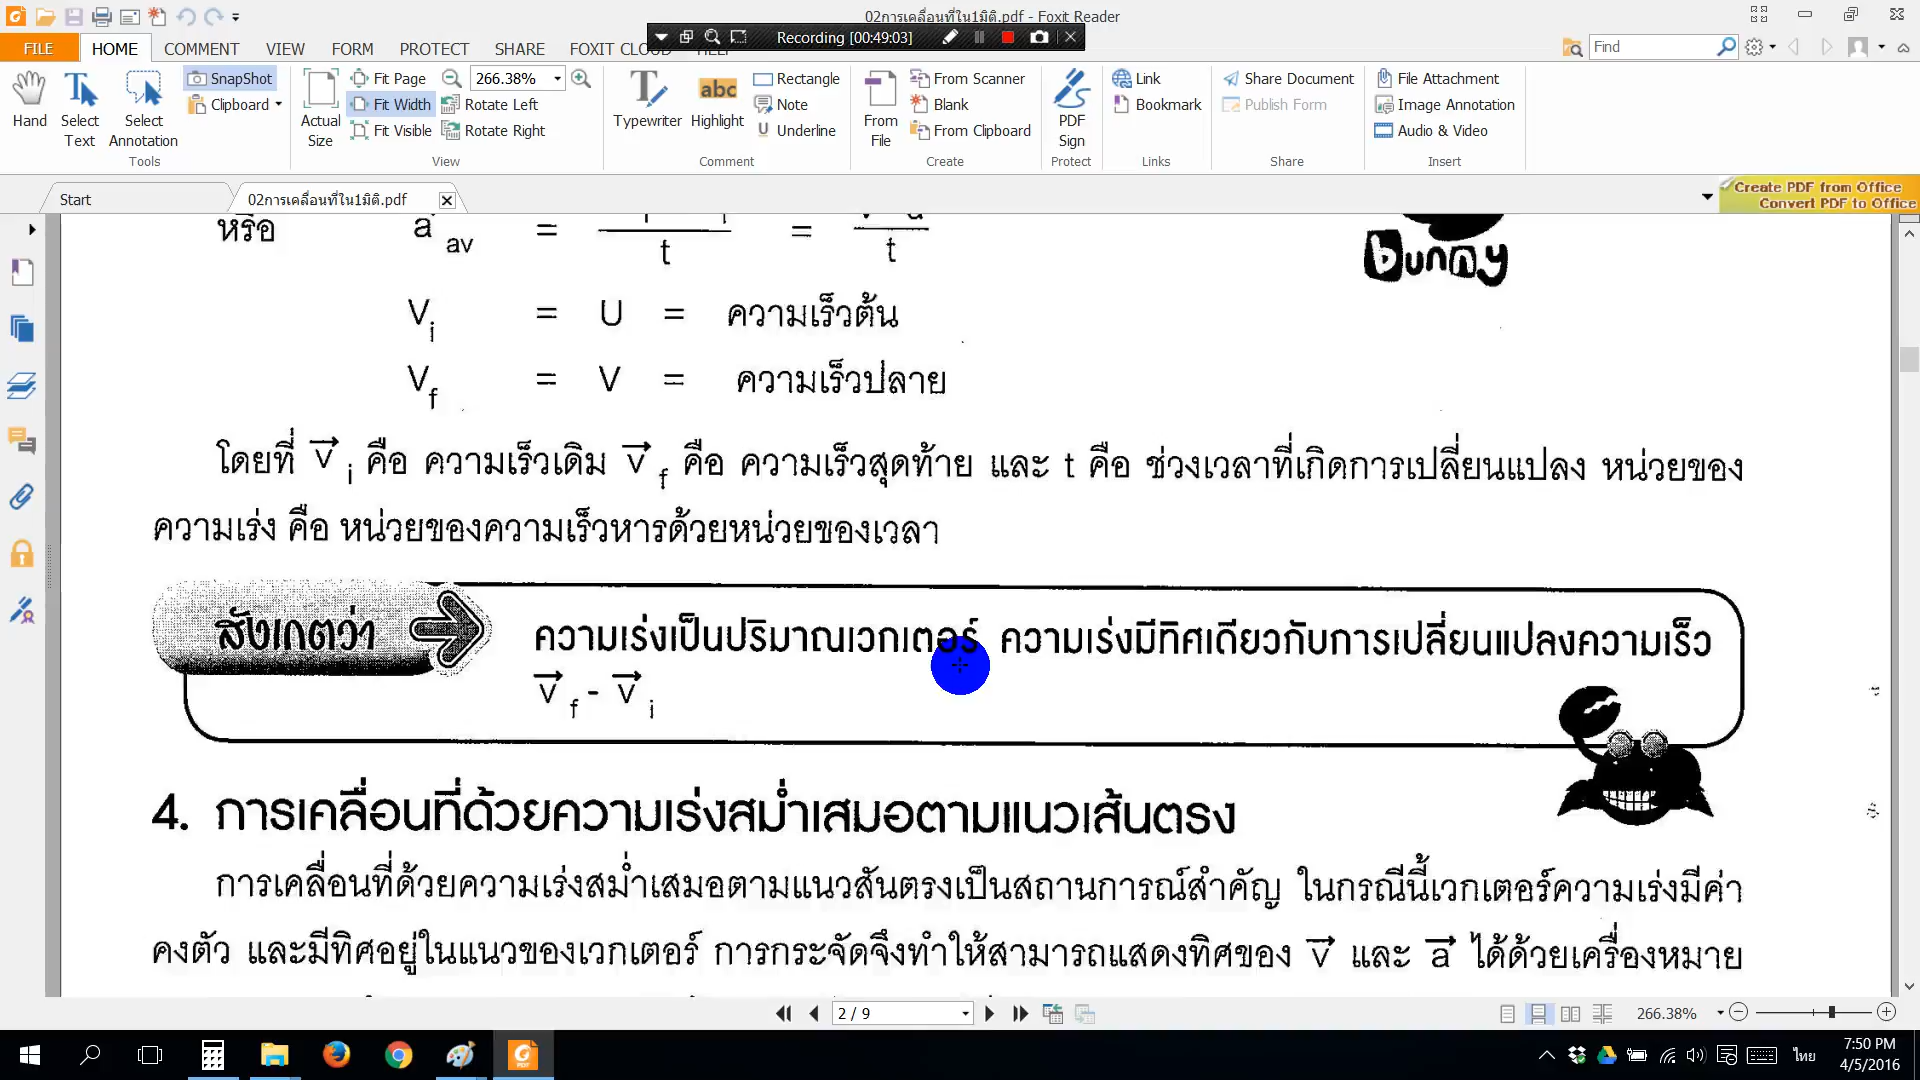 02การเคลื่อนที่ใน1มิติ.pdf - Foxit Reader
Recording [00:49:03]
FILE HOME COMMENT VIEW FORM PROTECT SHARE FOXIT CLOUD HELP Find
SnapShot Fit Page 266.38% Rectangle From Scanner Link Share Document File Attachment
Clipboard Fit Width Rotate Left Note Blank Bookmark Publish Form Image Annotation
Hand Select Text Select Annotation Actual Size Fit Visible Rotate Right Typewriter abc Highlight Underline From File From Clipboard PDF Sign Audio & Video
Tools View Comment Create Protect Links Share Insert
Start 02การเคลื่อนที่ใน1มิติ.pdf
Create PDF from Office
Convert PDF to Office
หรือ a av = t = t
bunny
V i = U = ความเร็วต้น
V f = V = ความเร็วปลาย
โดยที่ v i คือ ความเร็วเดิม v f คือ ความเร็วสุดท้าย และ t คือ ช่วงเวลาที่เกิดการเปลี่ยนแปลง หน่วยของ
ความเร่ง คือ หน่วยของความเร็วหารด้วยหน่วยของเวลา
สังเกตว่า ความเร่งเป็นปริมาณเวกเตอร์ ความเร่งมีทิศเดียวกับการเปลี่ยนแปลงความเร็ว
v f - v i
4. การเคลื่อนที่ด้วยความเร่งสม่ำเสมอตามแนวเส้นตรง
การเคลื่อนที่ด้วยความเร่งสม่ำเสมอตามแนวสันตรงเป็นสถานการณ์สำคัญ ในกรณีนี้เวกเตอร์ความเร่งมีค่า
คงตัว และมีทิศอยู่ในแนวของเวกเตอร์ การกระจัดจึงทำให้สามารถแสดงทิศของ v และ a ได้ด้วยเครื่องหมาย
2 / 9 266.38%
ไทย 7:50 PM
4/5/2016